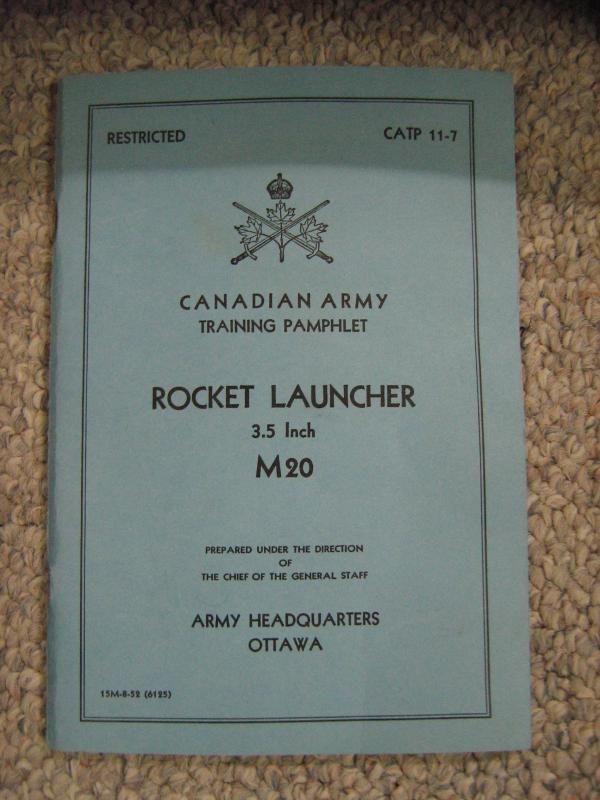 RESTRICTED
CATP 11-7
CANADIAN ARMY
TRAINING PAMPHLET
ROCKET LAUNCHER
3.5 Inch
M20
PREPARED UNDER THE DIRECTION
OF
THE CHIEF OF THE GENERAL STAFF
ARMY HEADQUARTERS
OTTAWA
15M-8-52 (6125)